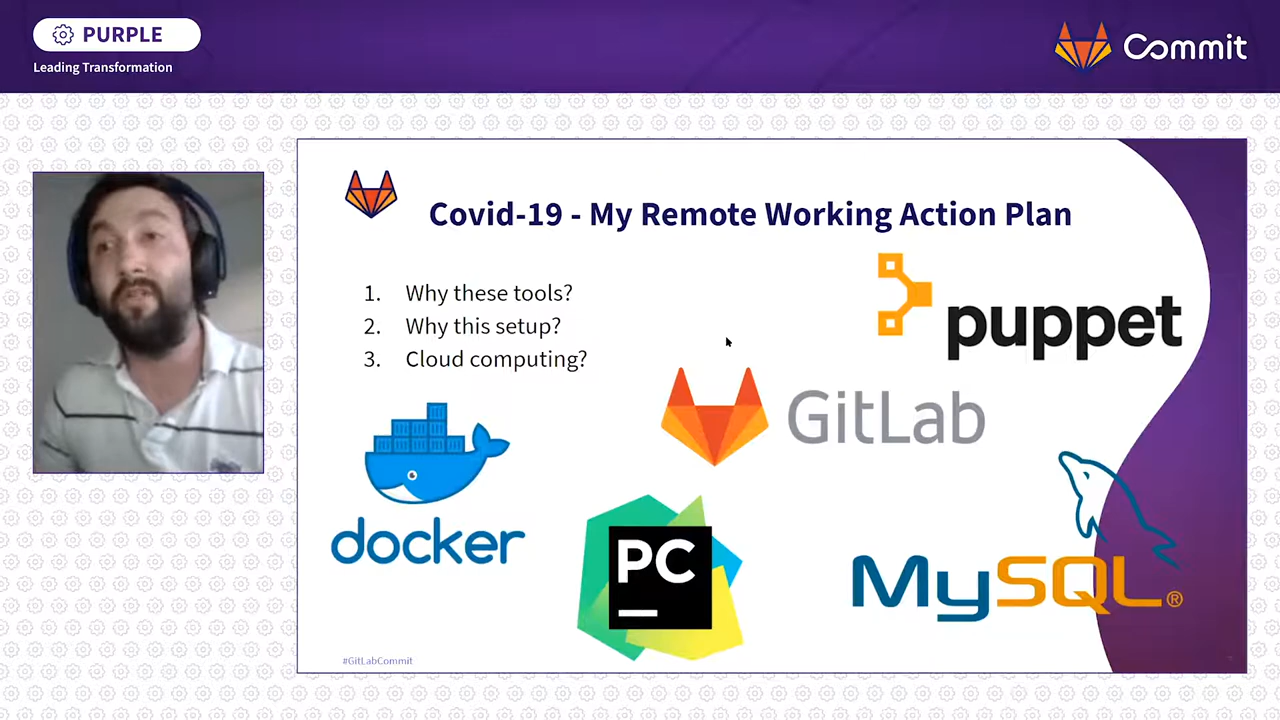 PURPLE
Leading Transformation
Commit
Covid-19 - My Remote Working Action Plan
1. Why these tools?
2. Why this setup?
3. Cloud computing?
puppet
GitLab
docker
PC
MySQL®
#GitLabCommit